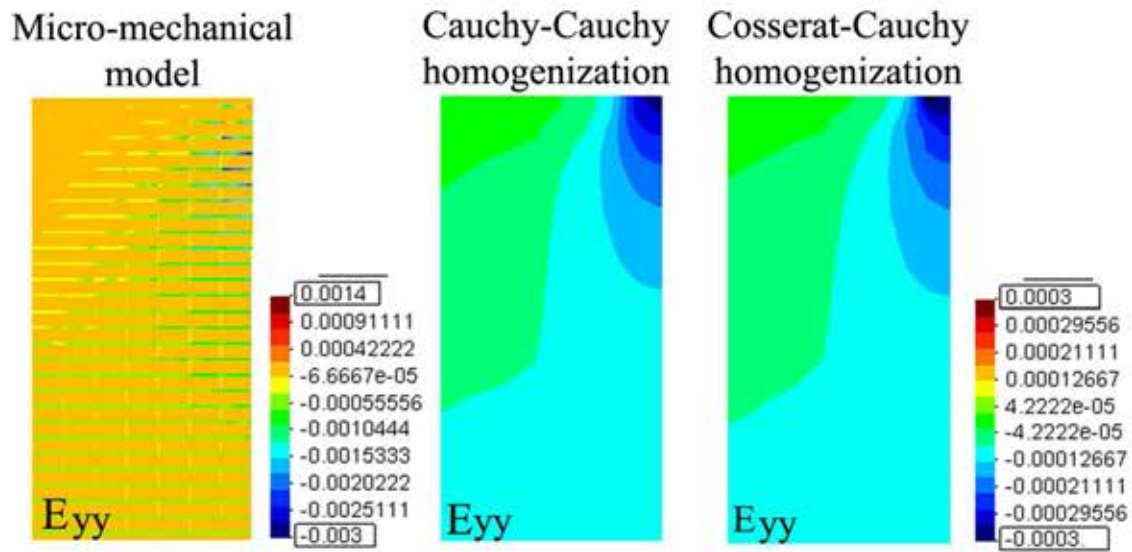 Micro-mechanical
model
Cauchy-Cauchy
homogenization
Cosserat-Cauchy
homogenization
0.0014
0.00091111
0.00042222
-6.6667e-05
-0.00055556
-0.0010444
-0.0015333
-0.0020222
-0.0025111
-0.003
0.0003
0.00029556
0.00021111
0.00012667
4.2222e-05
-4.2222e-05
-0.00012667
-0.00021111
-0.00029556
-0.0003.
Eyy
Eyy
Eyy